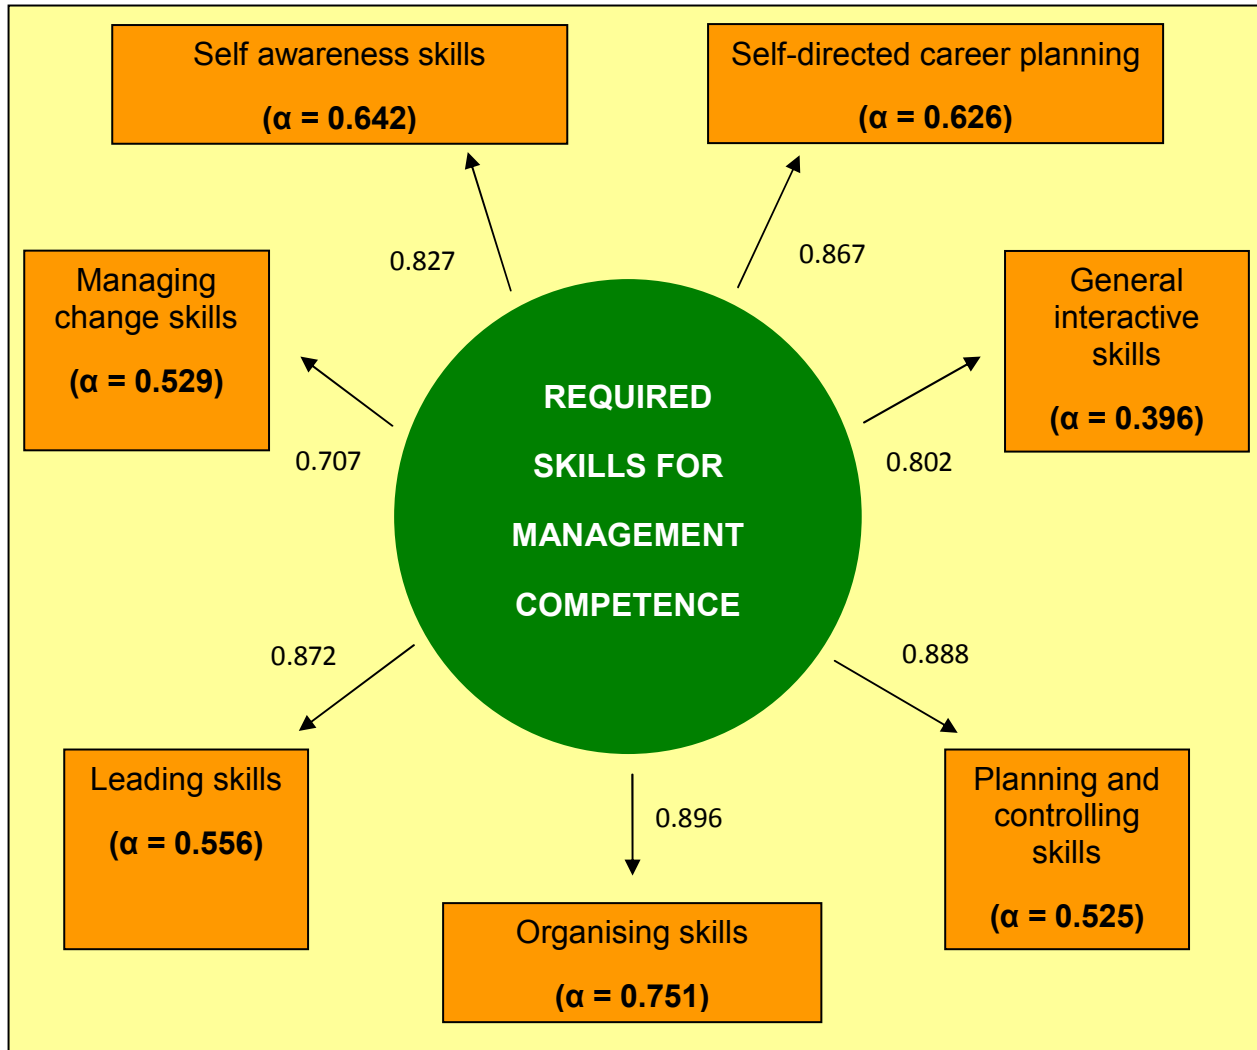 Self awareness skills
(α = 0.642)
Self-directed career planning
(α = 0.626)
0.827
0.867
Managing
change skills
(α = 0.529)
General
interactive
skills
(α = 0.396)
0.707
0.802
REQUIRED
SKILLS FOR
MANAGEMENT
COMPETENCE
0.872
0.888
Leading skills
(α = 0.556)
0.896
Planning and
controlling
skills
(α = 0.525)
Organising skills
(α = 0.751)